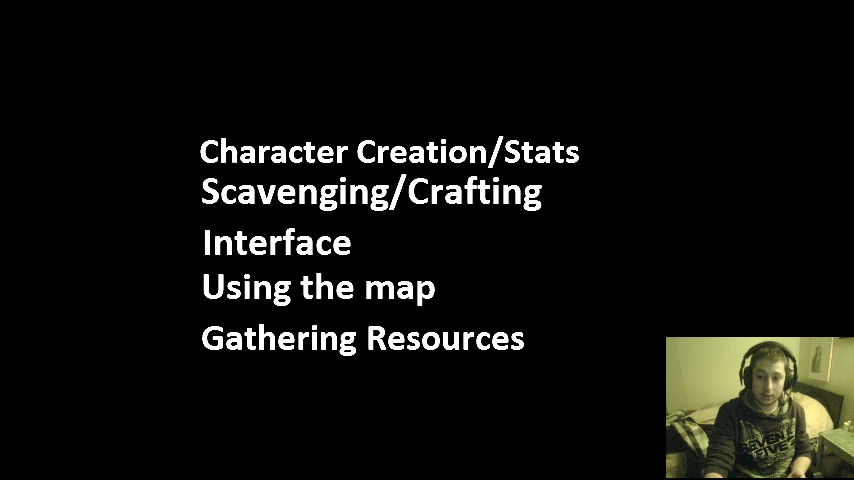 Character Creation/Stats
Scavenging/Crafting
Interface
Using the map
Gathering Resources